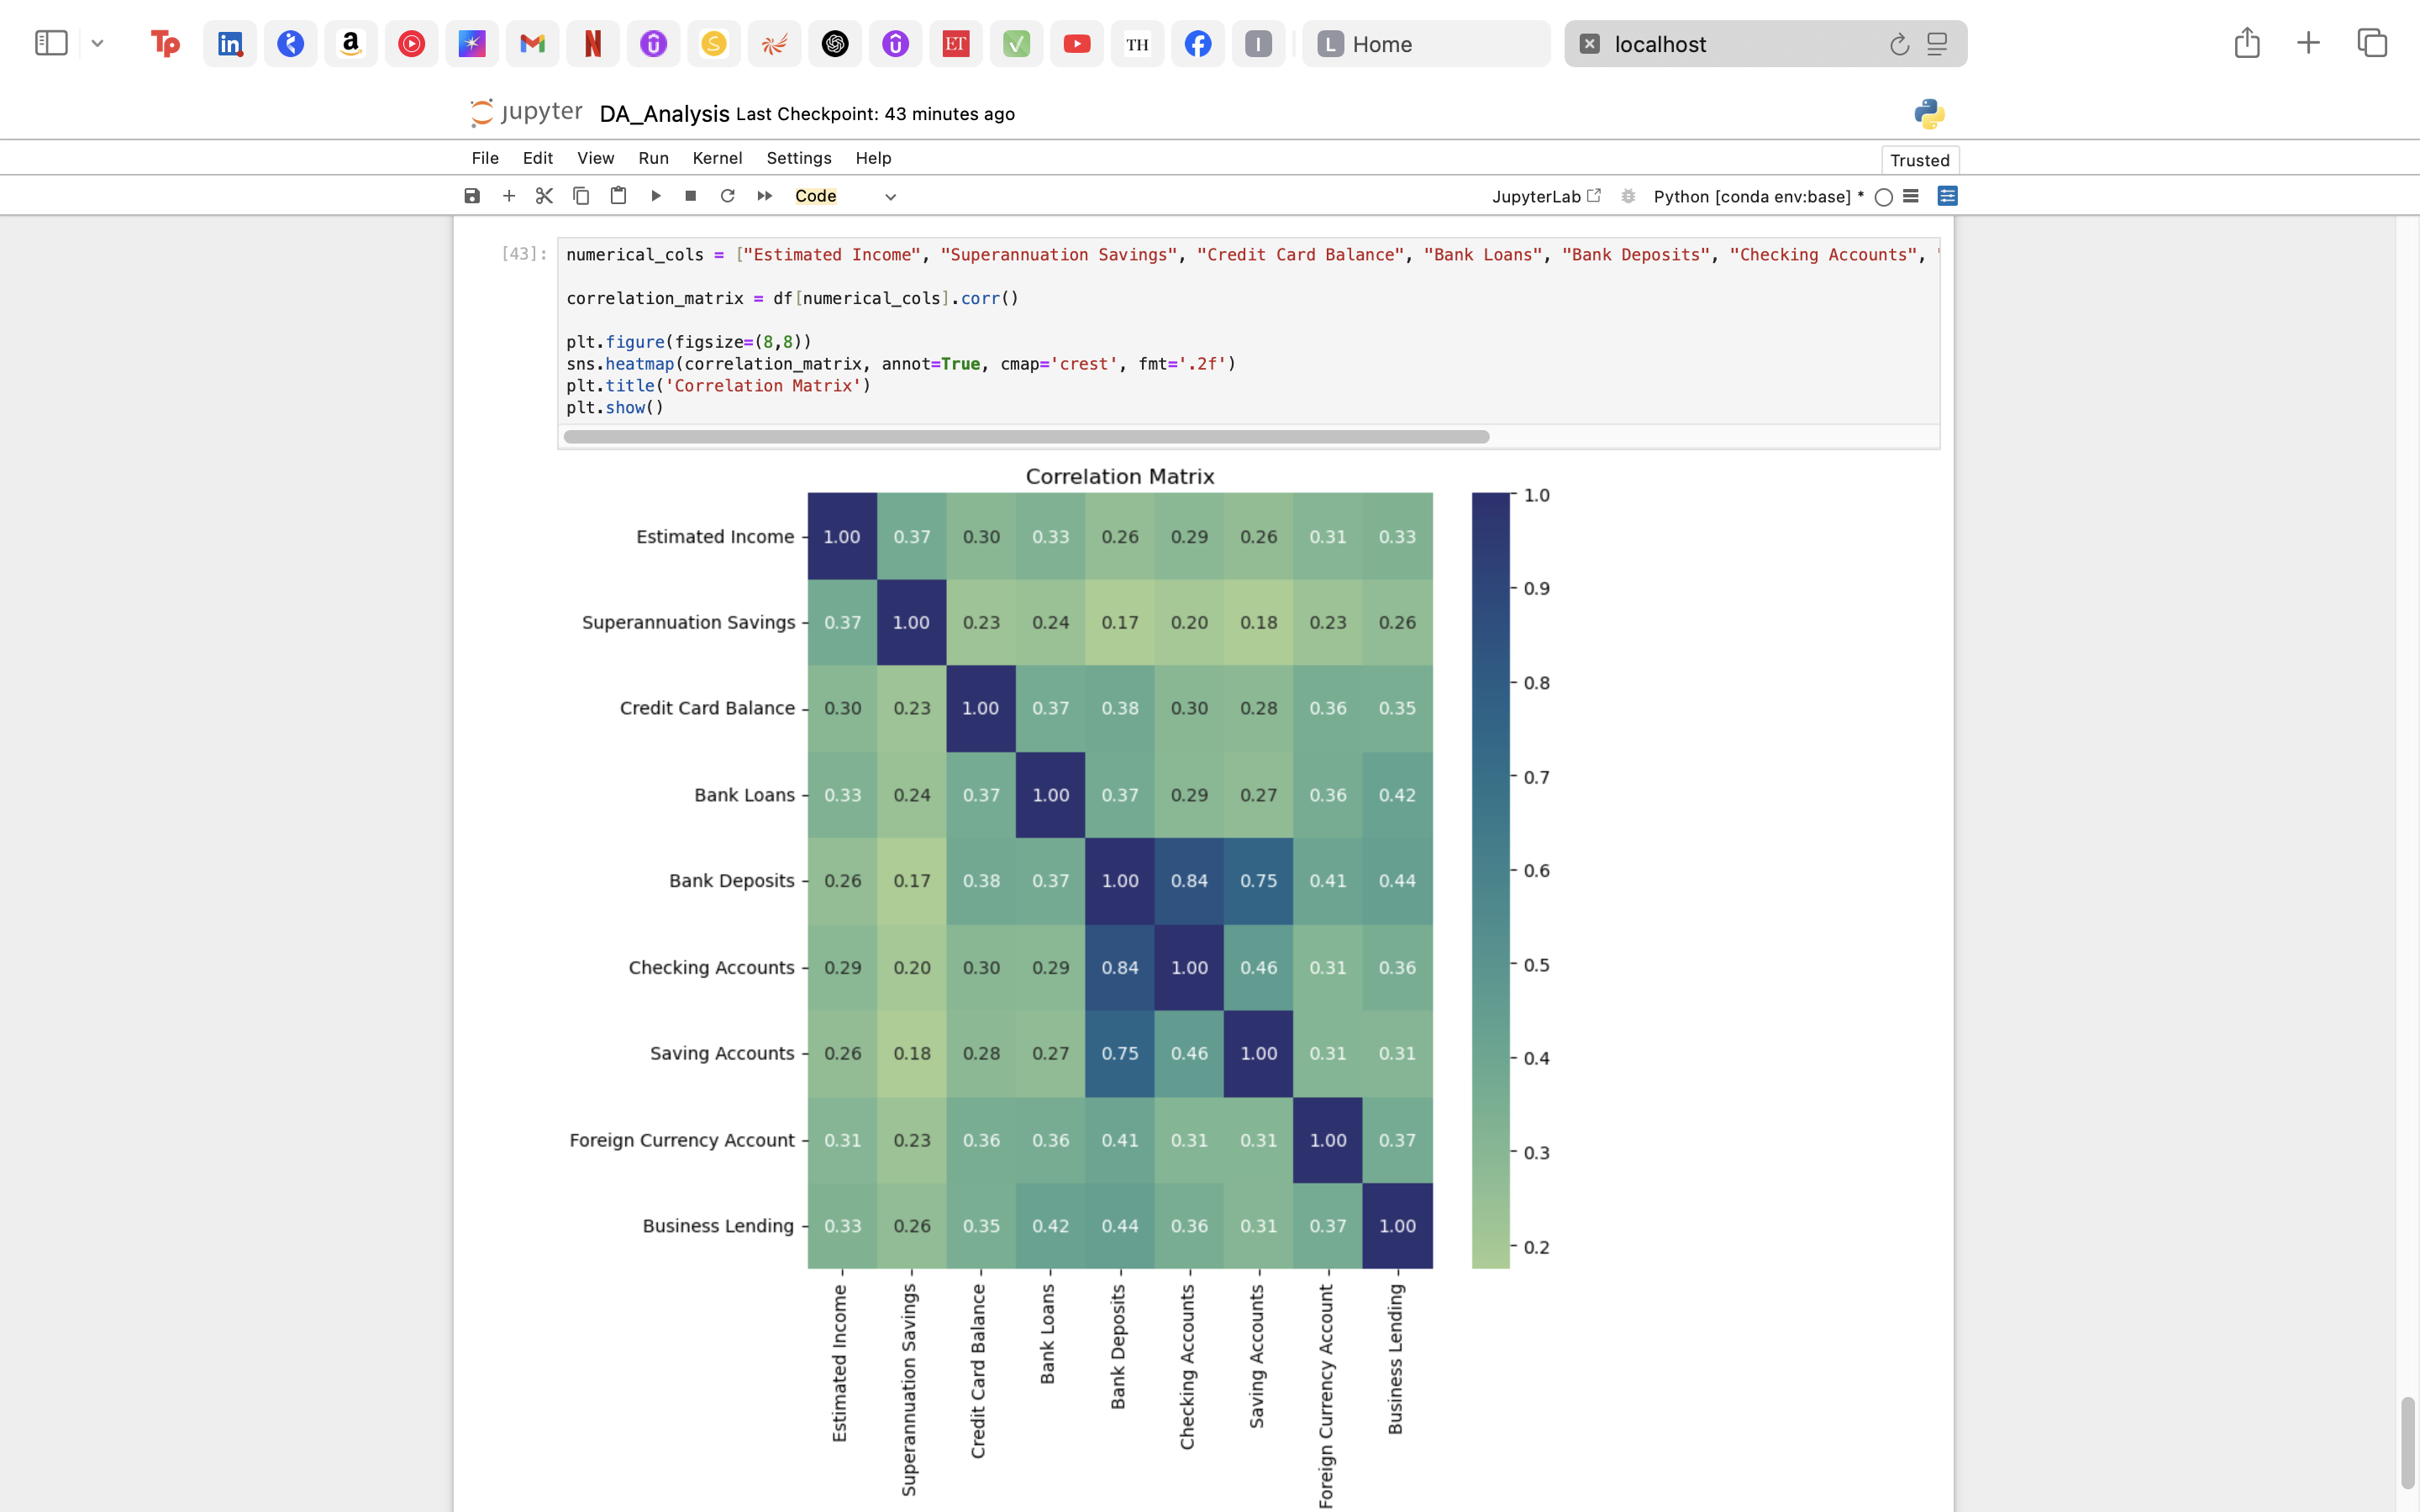 Tp in a N S U ET TH f I L Home localhost
jupyter DA_Analysis Last Checkpoint: 43 minutes ago
File Edit View Run Kernel Settings Help Trusted
Code JupyterLab Python [conda env:base] *
[43]: numerical_cols = ["Estimated Income", "Superannuation Savings", "Credit Card Balance", "Bank Loans", "Bank Deposits", "Checking Accounts", "
correlation_matrix = df[numerical_cols].corr()
plt.figure(figsize=(8,8))
sns.heatmap(correlation_matrix, annot=True, cmap='crest', fmt='.2f')
plt.title('Correlation Matrix')
plt.show()
Correlation Matrix
Estimated Income 1.00 0.37 0.30 0.33 0.26 0.29 0.26 0.31 0.33
Superannuation Savings 0.37 1.00 0.23 0.24 0.17 0.20 0.18 0.23 0.26
Credit Card Balance 0.30 0.23 1.00 0.37 0.38 0.30 0.28 0.36 0.35
Bank Loans 0.33 0.24 0.37 1.00 0.37 0.29 0.27 0.36 0.42
Bank Deposits 0.26 0.17 0.38 0.37 1.00 0.84 0.75 0.41 0.44
Checking Accounts 0.29 0.20 0.30 0.29 0.84 1.00 0.46 0.31 0.36
Saving Accounts 0.26 0.18 0.28 0.27 0.75 0.46 1.00 0.31 0.31
Foreign Currency Account 0.31 0.23 0.36 0.36 0.41 0.31 0.31 1.00 0.37
Business Lending 0.33 0.26 0.35 0.42 0.44 0.36 0.31 0.37 1.00
Estimated Income
Superannuation Savings
Credit Card Balance
Bank Loans
Bank Deposits
Checking Accounts
Saving Accounts
Foreign Currency Account
Business Lending
1.0
0.9
0.8
0.7
0.6
0.5
0.4
0.3
0.2